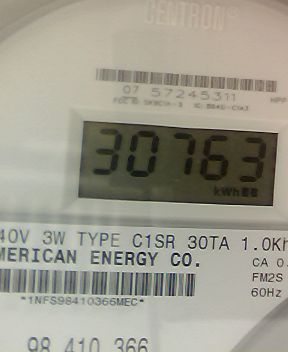 CENTRON®
07 57245311
30763
kWh
40V 3W TYPE C1SR 30TA 1.0Kh
MERICAN ENERGY CO.
CA 0.
FM2S
*1NFS98410366MEC*
60Hz
98 410 366